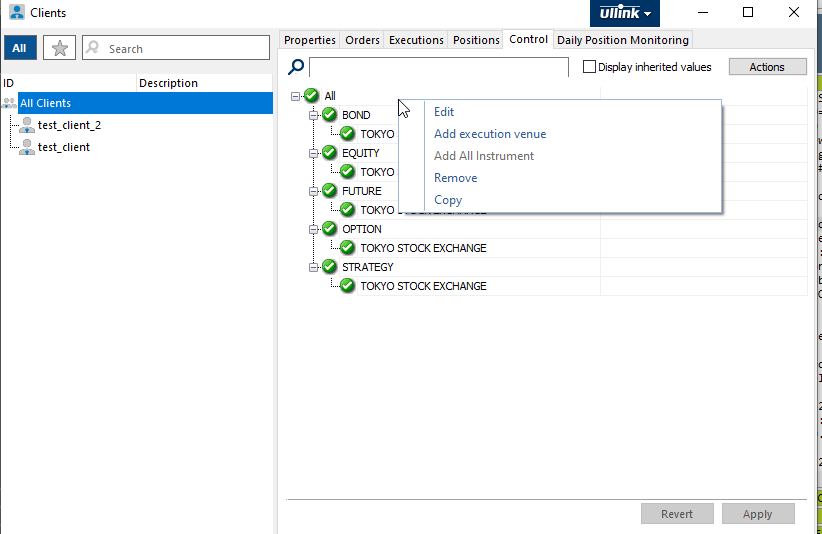 Clients
Ullink
All
Search
ID Description
All Clients
test_client_2
test_client
Properties Orders Executions Positions Control Daily Position Monitoring
Display inherited values Actions
All
BOND
TOKYO
EQUITY
TOKYO
FUTURE
TOKYO STOCK EXCHANGE
OPTION
TOKYO STOCK EXCHANGE
STRATEGY
TOKYO STOCK EXCHANGE
Edit
Add execution venue
Add All Instrument
Remove
Copy
Revert Apply